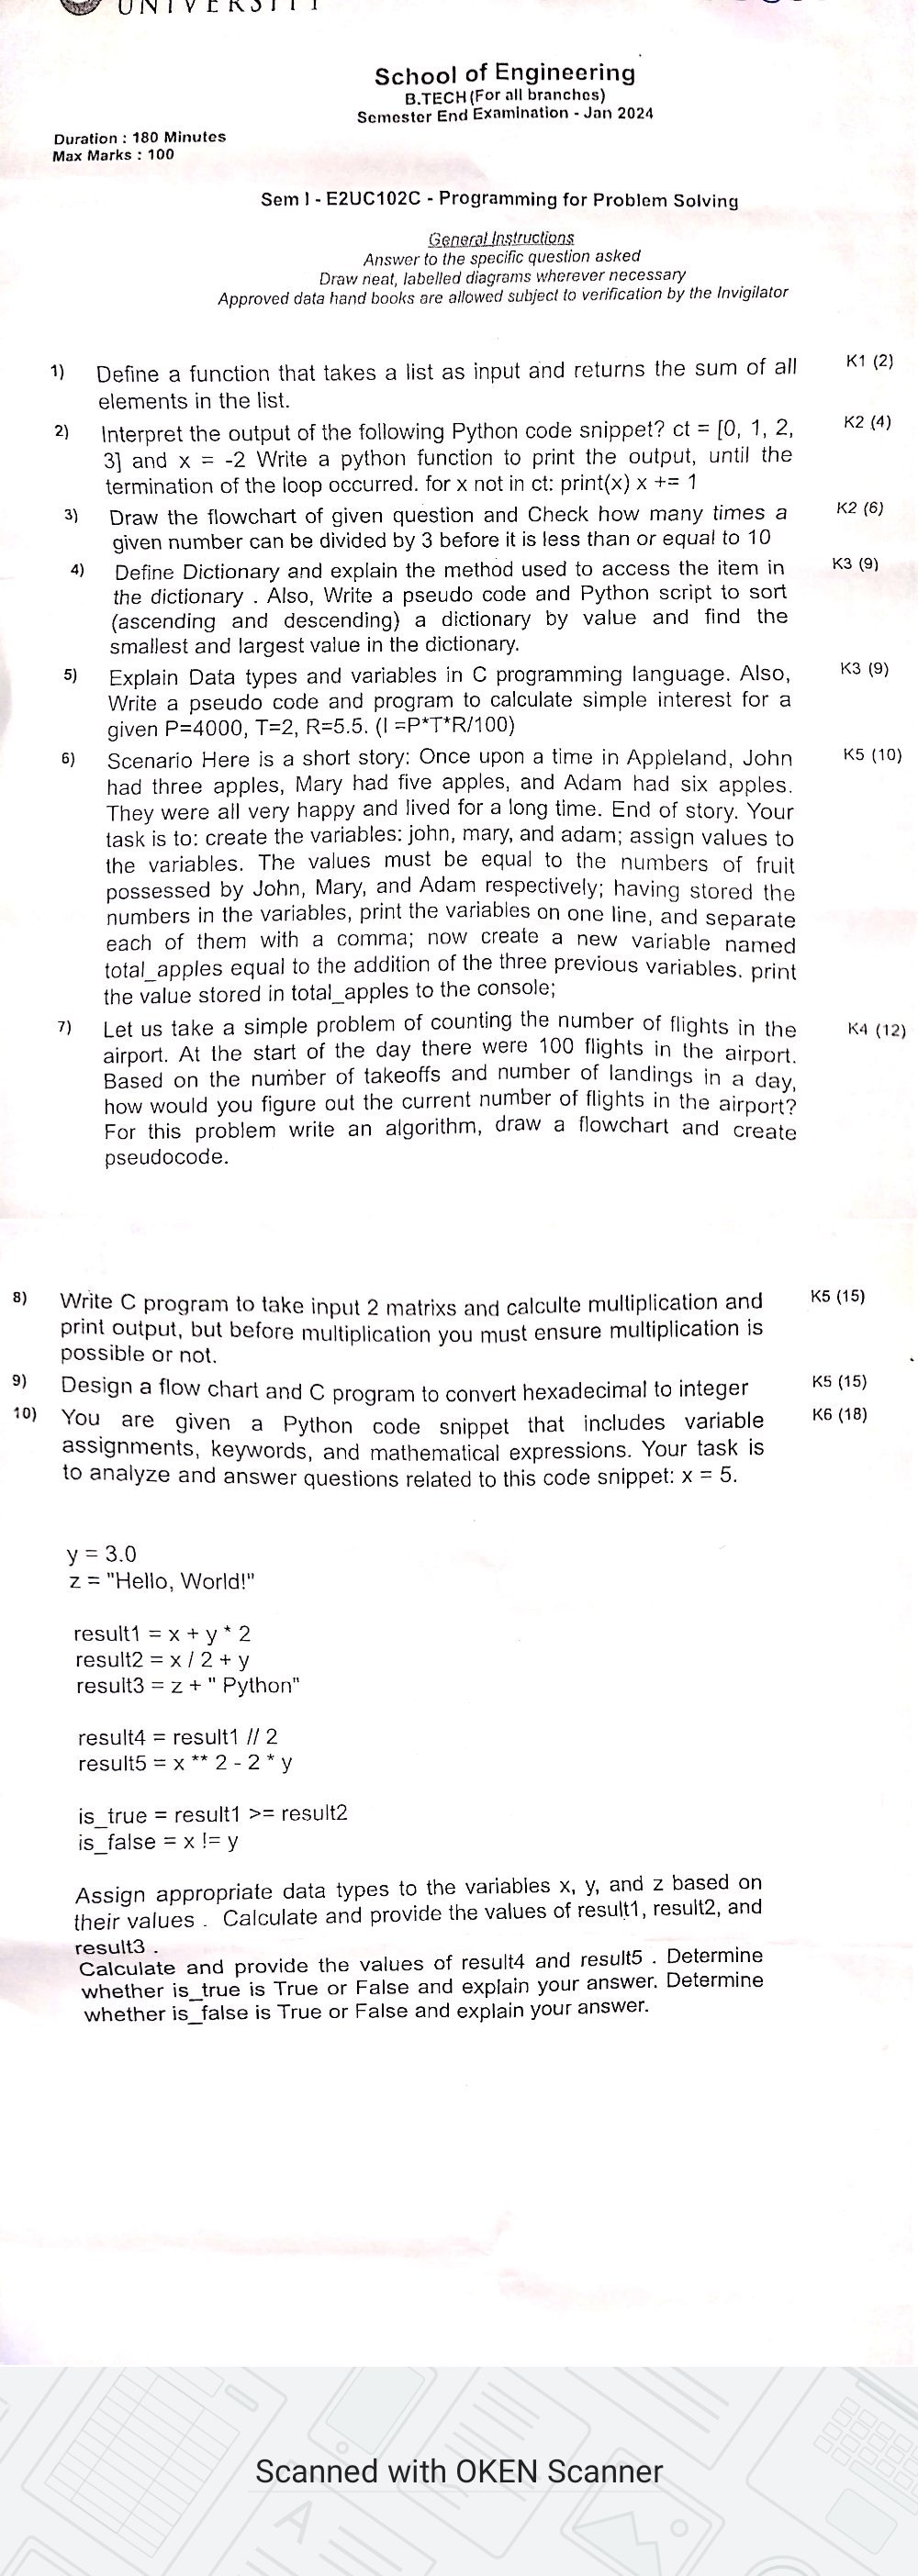 UNIVERSITY
School of Engineering
B.TECH(For all branches)
Semester End Examination - Jan 2024
Duration : 180 Minutes
Max Marks : 100
Sem I - E2UC102C - Programming for Problem Solving
General Instructions
Answer to the specific question asked
Draw neat, labelled diagrams wherever necessary
Approved data hand books are allowed subject to verification by the Invigilator
1) Define a function that takes a list as input and returns the sum of all K1 (2)
elements in the list.
2) Interpret the output of the following Python code snippet? ct = [0, 1, 2, K2 (4)
3] and x = -2 Write a python function to print the output, until the
termination of the loop occurred. for x not in ct: print(x) x += 1
3) Draw the flowchart of given question and Check how many times a K2 (6)
given number can be divided by 3 before it is less than or equal to 10
4) Define Dictionary and explain the method used to access the item in K3 (9)
the dictionary . Also, Write a pseudo code and Python script to sort
(ascending and descending) a dictionary by value and find the
smallest and largest value in the dictionary.
5) Explain Data types and variables in C programming language. Also, K3 (9)
Write a pseudo code and program to calculate simple interest for a
given P=4000, T=2, R=5.5. (I =P*T*R/100)
6) Scenario Here is a short story: Once upon a time in Appleland, John K5 (10)
had three apples, Mary had five apples, and Adam had six apples.
They were all very happy and lived for a long time. End of story. Your
task is to: create the variables: john, mary, and adam; assign values to
the variables. The values must be equal to the numbers of fruit
possessed by John, Mary, and Adam respectively; having stored the
numbers in the variables, print the variables on one line, and separate
each of them with a comma; now create a new variable named
total_apples equal to the addition of the three previous variables. print
the value stored in total_apples to the console;
7) Let us take a simple problem of counting the number of flights in the K4 (12)
airport. At the start of the day there were 100 flights in the airport.
Based on the number of takeoffs and number of landings in a day,
how would you figure out the current number of flights in the airport?
For this problem write an algorithm, draw a flowchart and create
pseudocode.
8) Write C program to take input 2 matrixs and calculte multiplication and K5 (15)
print output, but before multiplication you must ensure multiplication is
possible or not.
9) Design a flow chart and C program to convert hexadecimal to integer K5 (15)
10) You are given a Python code snippet that includes variable K6 (18)
assignments, keywords, and mathematical expressions. Your task is
to analyze and answer questions related to this code snippet: x = 5.
y = 3.0
z = "Hello, World!"
result1 = x + y * 2
result2 = x / 2 + y
result3 = z + " Python"
result4 = result1 // 2
result5 = x ** 2 - 2 * y
is_true = result1 >= result2
is_false = x != y
Assign appropriate data types to the variables x, y, and z based on
their values . Calculate and provide the values of result1, result2, and
result3 .
Calculate and provide the values of result4 and result5 . Determine
whether is_true is True or False and explain your answer. Determine
whether is_false is True or False and explain your answer.
Scanned with OKEN Scanner